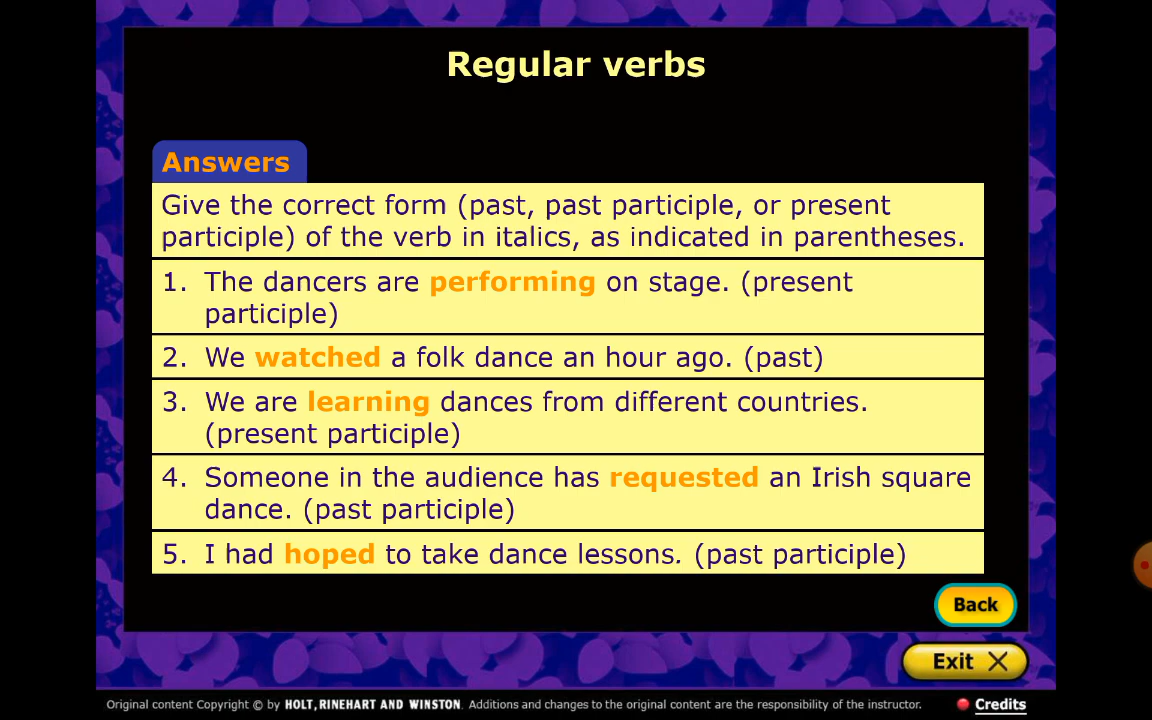 Regular verbs
Answers
Give the correct form (past, past participle, or present
participle) of the verb in italics, as indicated in parentheses.
1. The dancers are performing on stage. (present
participle)
2. We watched a folk dance an hour ago. (past)
3. We are learning dances from different countries.
(present participle)
4. Someone in the audience has requested an Irish square
dance. (past participle)
5. I had hoped to take dance lessons. (past participle)
Back
Exit
Original content Copyright © by HOLT, RINEHART AND WINSTON. Additions and changes to the original content are the responsibility of the instructor.
Credits